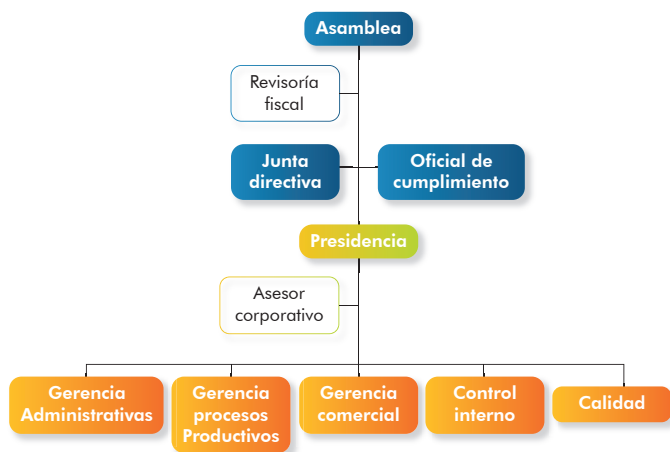 Asamblea
Revisoría
fiscal
Junta
directiva
Oficial de
cumplimiento
Presidencia
Asesor
corporativo
Gerencia
Administrativas
Gerencia
procesos
Productivos
Gerencia
comercial
Control
interno
Calidad